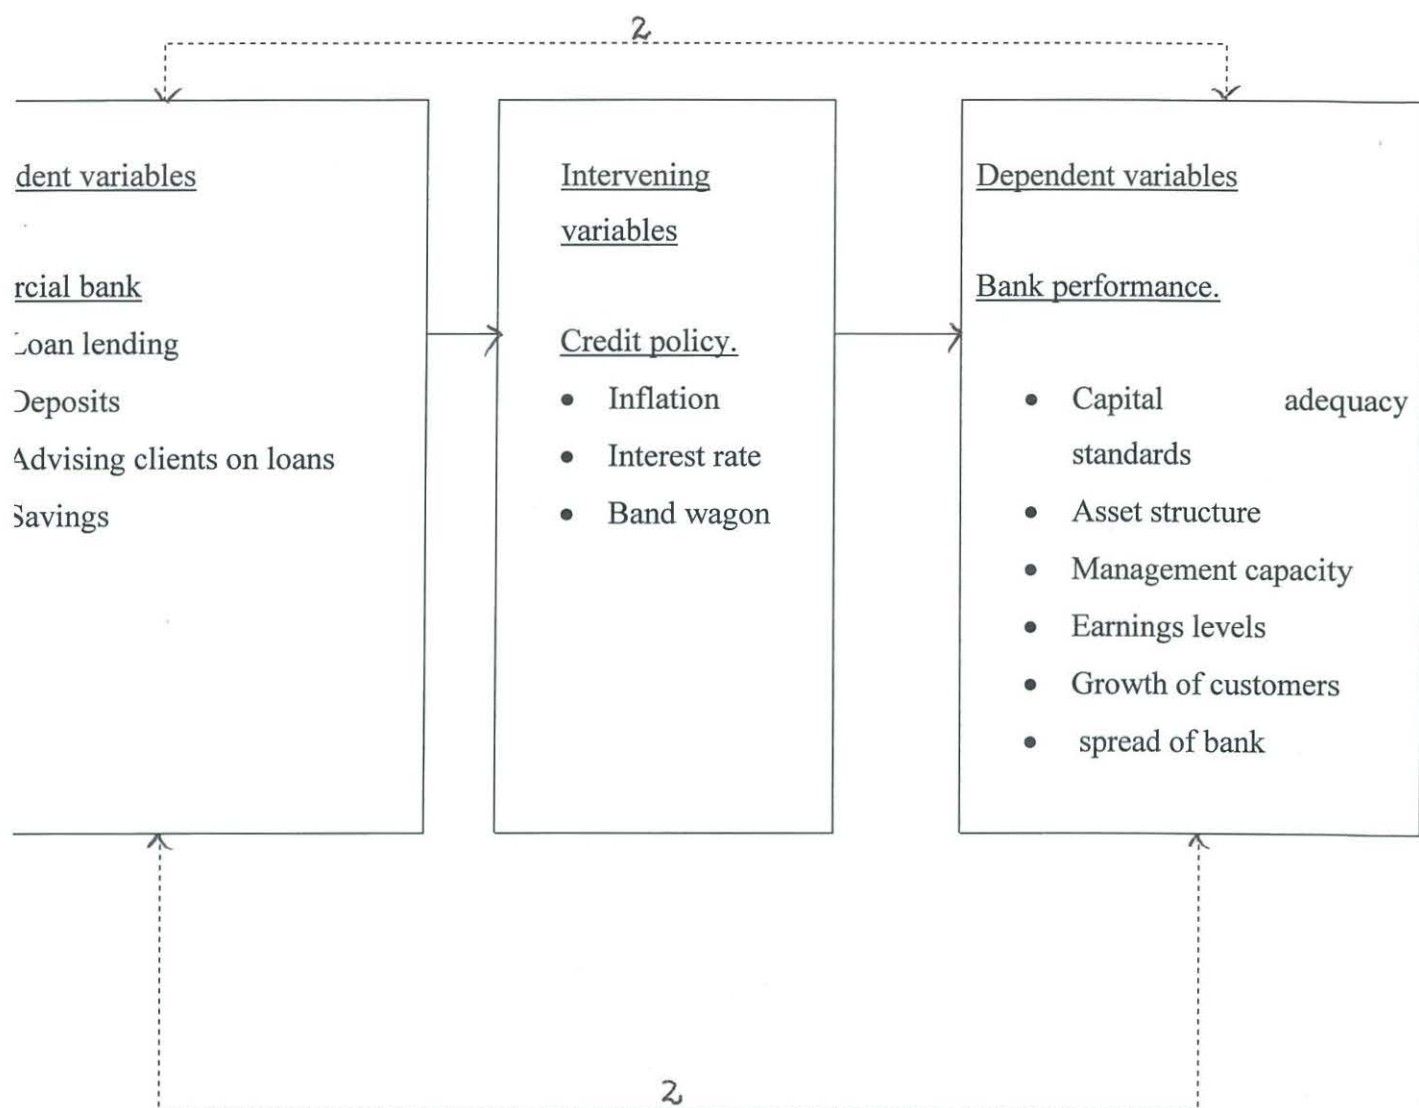 2
dent variables
rcial bank
Loan lending
Deposits
Advising clients on loans
Savings
Intervening
variables
Credit policy.
• Inflation
• Interest rate
• Band wagon
Dependent variables
Bank performance.
• Capital adequacy
standards
• Asset structure
• Management capacity
• Earnings levels
• Growth of customers
• spread of bank
2